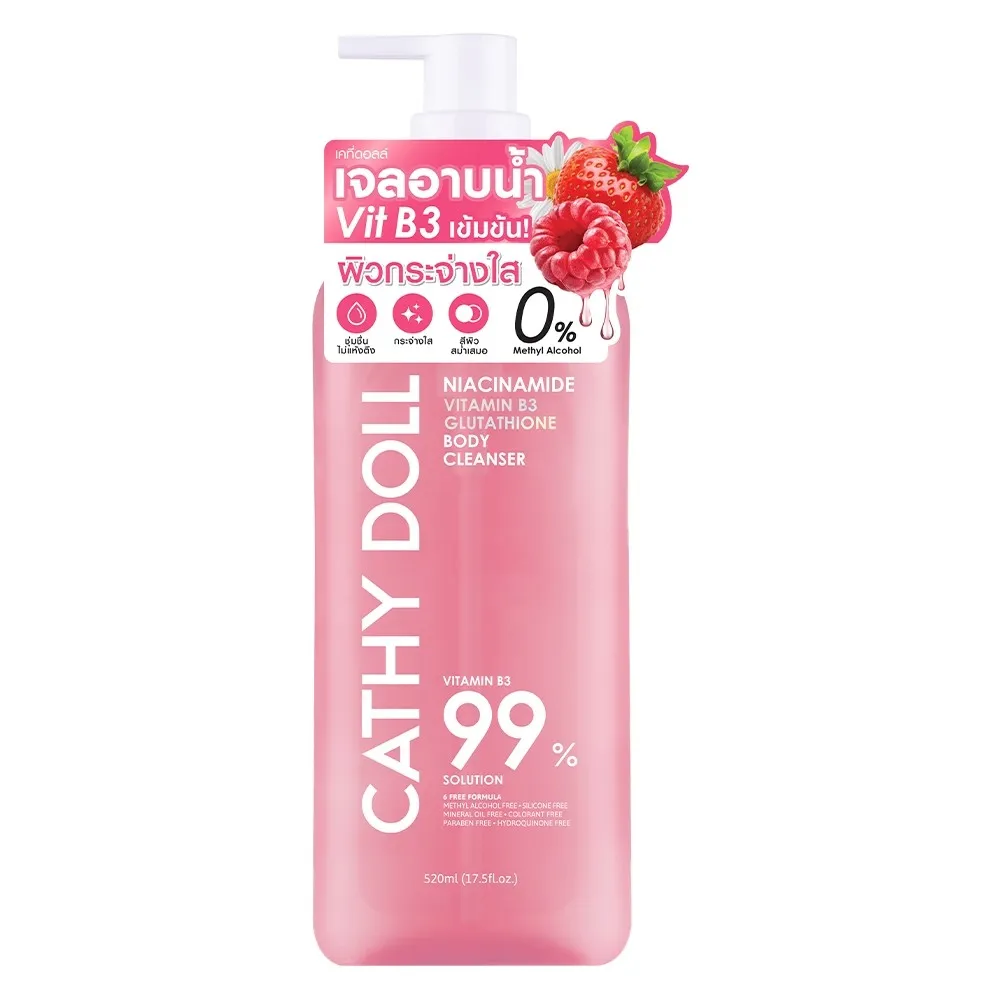 เคที่ดอลล์
เจลอาบน้ำ
Vit B3 เข้มข้น!
ผิวกระจ่างใส
ชุ่มชื่น
ไม่แห้งตึง
กระจ่างใส
สีผิว
สม่ำเสมอ
0%
Methyl Alcohol
CATHY DOLL
NIACINAMIDE
VITAMIN B3
GLUTATHIONE
BODY
CLEANSER
VITAMIN B3
99%
SOLUTION
6 FREE FORMULA
METHYL ALCOHOL FREE • SILICONE FREE
MINERAL OIL FREE • COLORANT FREE
PARABEN FREE • HYDROQUINONE FREE
520ml (17.5fl.oz.)